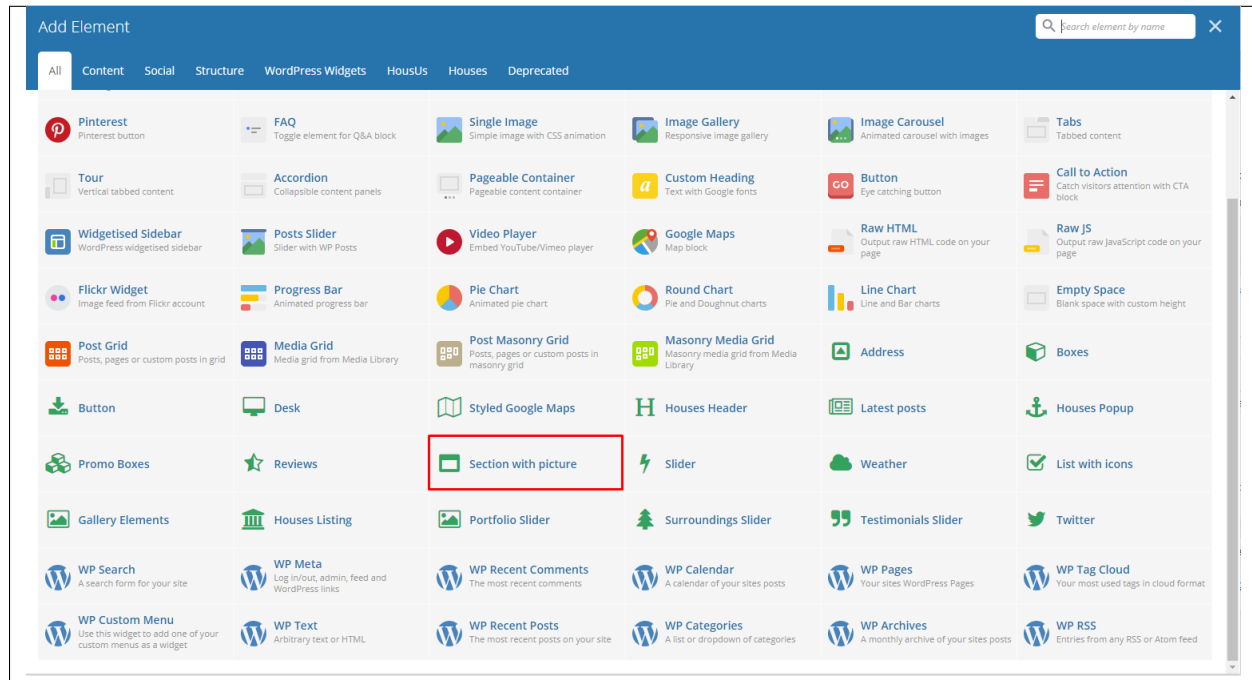 Add Element
Search element by name
All Content Social Structure WordPress Widgets HousUs Houses Deprecated
Pinterest
Pinterest button
FAQ
Toggle element for Q&A block
Single Image
Simple image with CSS animation
Image Gallery
Responsive image gallery
Image Carousel
Animated carousel with images
Tabs
Tabbed content
Tour
Vertical tabbed content
Accordion
Collapsible content panels
Pageable Container
Pageable content container
a
Custom Heading
Text with Google fonts
GO
Button
Eye catching button
Call to Action
Catch visitors attention with CTA
block
Widgetised Sidebar
WordPress widgetised sidebar
Posts Slider
Slider with WP Posts
Video Player
Embed YouTube/Vimeo player
Google Maps
Map block
Raw HTML
Output raw HTML code on your
page
Raw JS
Output raw JavaScript code on your
page
Flickr Widget
Image feed from Flickr account
Progress Bar
Animated progress bar
Pie Chart
Animated pie chart
Round Chart
Pie and Doughnut charts
Line Chart
Line and Bar charts
Empty Space
Blank space with custom height
Post Grid
Posts, pages or custom posts in grid
Media Grid
Media grid from Media Library
Post Masonry Grid
Posts, pages or custom posts in
masonry grid
Masonry Media Grid
Masonry media grid from Media
Library
Address
Boxes
Button
Desk
Styled Google Maps
H
Houses Header
Latest posts
Houses Popup
Promo Boxes
Reviews
Section with picture
Slider
Weather
List with icons
Gallery Elements
Houses Listing
Portfolio Slider
Surroundings Slider
Testimonials Slider
Twitter
WP Search
A search form for your site
WP Meta
Log in/out, admin, feed and
WordPress links
WP Recent Comments
The most recent comments
WP Calendar
A calendar of your sites posts
WP Pages
Your sites WordPress Pages
WP Tag Cloud
Your most used tags in cloud format
WP Custom Menu
Use this widget to add one of your
custom menus as a widget
WP Text
Arbitrary text or HTML
WP Recent Posts
The most recent posts on your site
WP Categories
A list or dropdown of categories
WP Archives
A monthly archive of your sites posts
WP RSS
Entries from any RSS or Atom feed